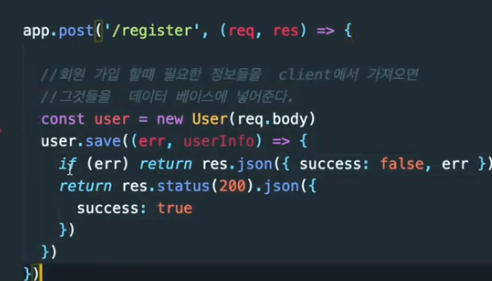 app.post('/register', (req, res) => {
//회원 가입 할때 필요한 정보들을 client에서 가져오면
//그것들을 데이터 베이스에 넣어준다.
const user = new User(req.body)
user.save((err, userInfo) => {
if (err) return res.json({ success: false, err })
return res.status(200).json({
success: true
})
})
})